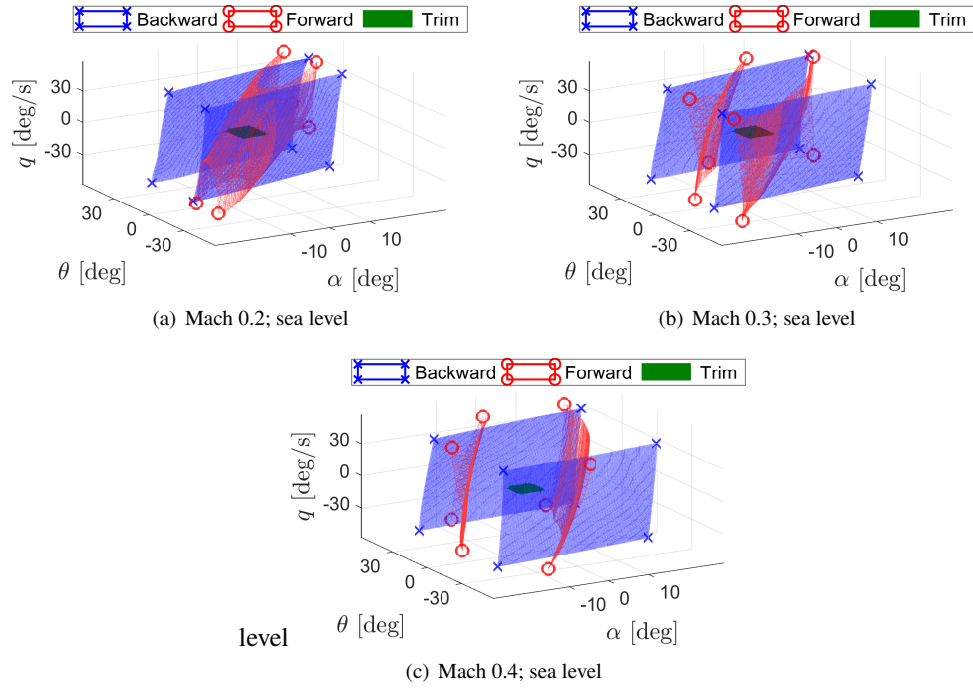 Backward Forward Trim
30
0
-30
q [deg/s]
30
0
-30
θ [deg]
-10 0 10
α [deg]
(a) Mach 0.2; sea level
Backward Forward Trim
30
0
-30
q [deg/s]
30
0
-30
θ [deg]
-10 0 10
α [deg]
(b) Mach 0.3; sea level
Backward Forward Trim
30
0
-30
q [deg/s]
30
0
-30
θ [deg]
-10 0 10
α [deg]
level
(c) Mach 0.4; sea level